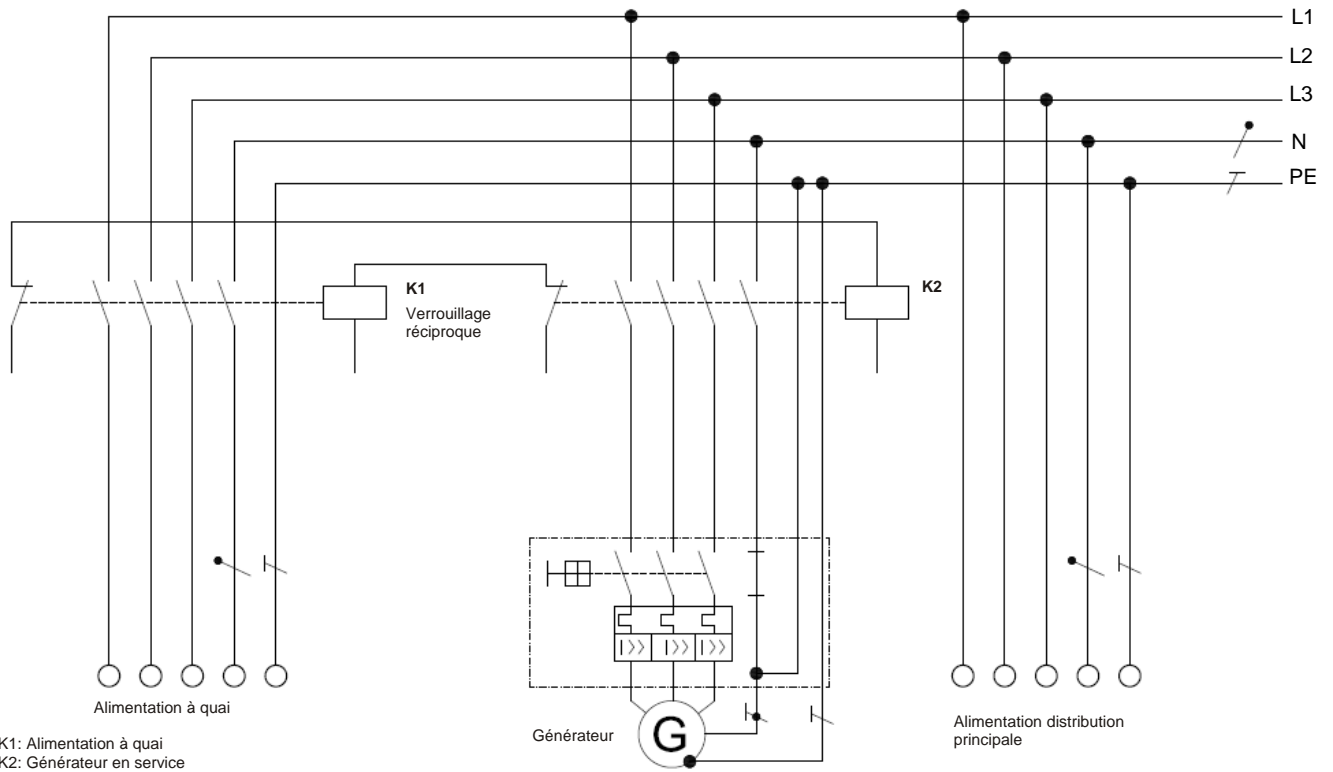 L1
L2
L3
N
PE
K1
Verrouillage
réciproque
K2
I>> I>> I>>
Alimentation à quai
Générateur
G
Alimentation distribution
principale
K1: Alimentation à quai
K2: Générateur en service